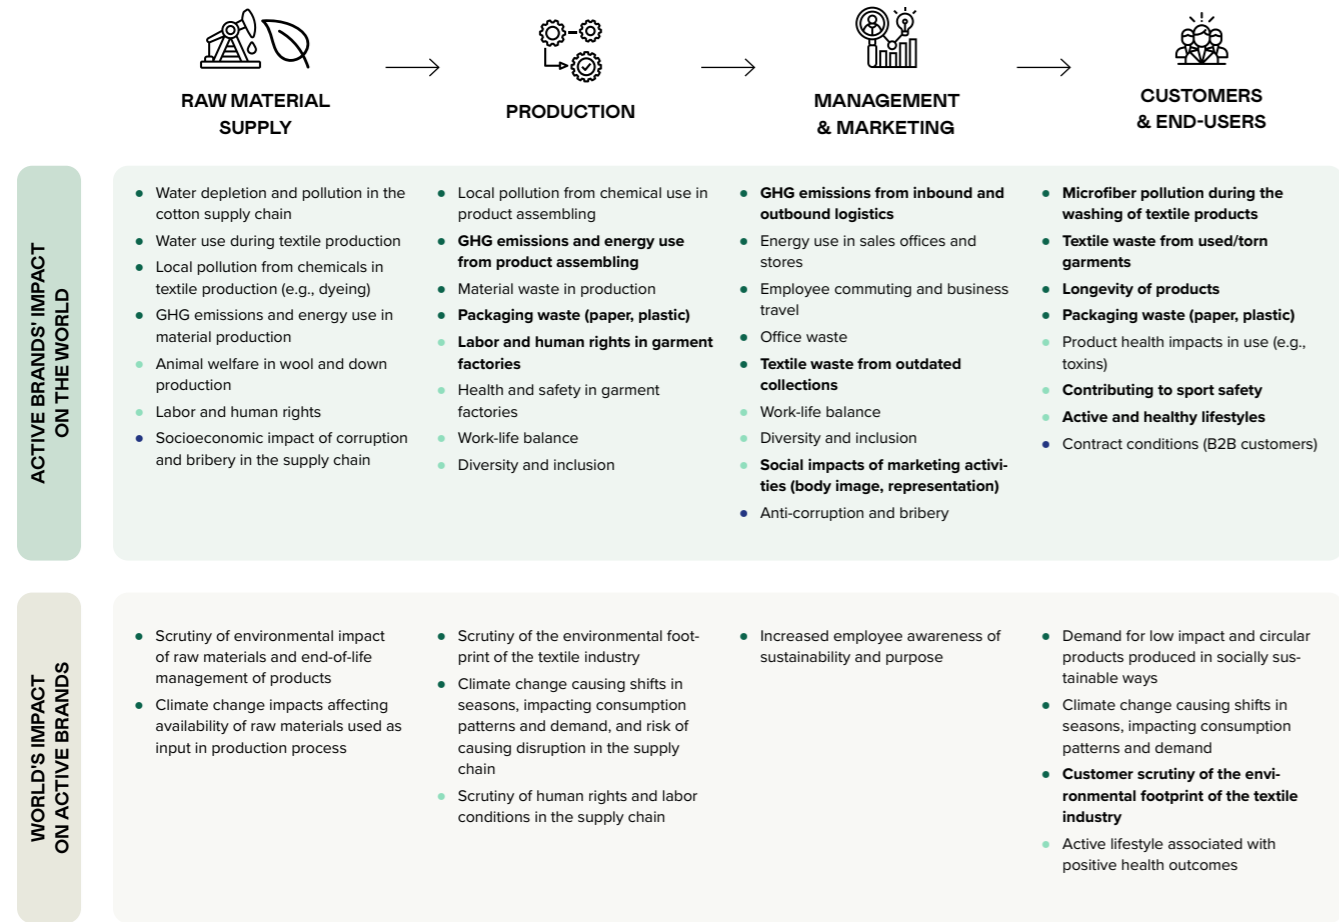 RAW MATERIAL
SUPPLY
PRODUCTION
MANAGEMENT
& MARKETING
CUSTOMERS
& END-USERS
ACTIVE BRANDS' IMPACT
ON THE WORLD
Water depletion and pollution in the
cotton supply chain
Water use during textile production
Local pollution from chemicals in
textile production (e.g., dyeing)
GHG emissions and energy use in
material production
Animal welfare in wool and down
production
Labor and human rights
Socioeconomic impact of corruption
and bribery in the supply chain
Local pollution from chemical use in
product assembling
GHG emissions and energy use
from product assembling
Material waste in production
Packaging waste (paper, plastic)
Labor and human rights in garment
factories
Health and safety in garment
factories
Work-life balance
Diversity and inclusion
GHG emissions from inbound and
outbound logistics
Energy use in sales offices and
stores
Employee commuting and business
travel
Office waste
Textile waste from outdated
collections
Work-life balance
Diversity and inclusion
Social impacts of marketing activi-
ties (body image, representation)
Anti-corruption and bribery
Microfiber pollution during the
washing of textile products
Textile waste from used/torn
garments
Longevity of products
Packaging waste (paper, plastic)
Product health impacts in use (e.g.,
toxins)
Contributing to sport safety
Active and healthy lifestyles
Contract conditions (B2B customers)
WORLD'S IMPACT
ON ACTIVE BRANDS
Scrutiny of environmental impact
of raw materials and end-of-life
management of products
Climate change impacts affecting
availability of raw materials used as
input in production process
Scrutiny of the environmental foot-
print of the textile industry
Climate change causing shifts in
seasons, impacting consumption
patterns and demand, and risk of
causing disruption in the supply
chain
Scrutiny of human rights and labor
conditions in the supply chain
Increased employee awareness of
sustainability and purpose
Demand for low impact and circular
products produced in socially sus-
tainable ways
Climate change causing shifts in
seasons, impacting consumption
patterns and demand
Customer scrutiny of the envi-
ronmental footprint of the textile
industry
Active lifestyle associated with
positive health outcomes